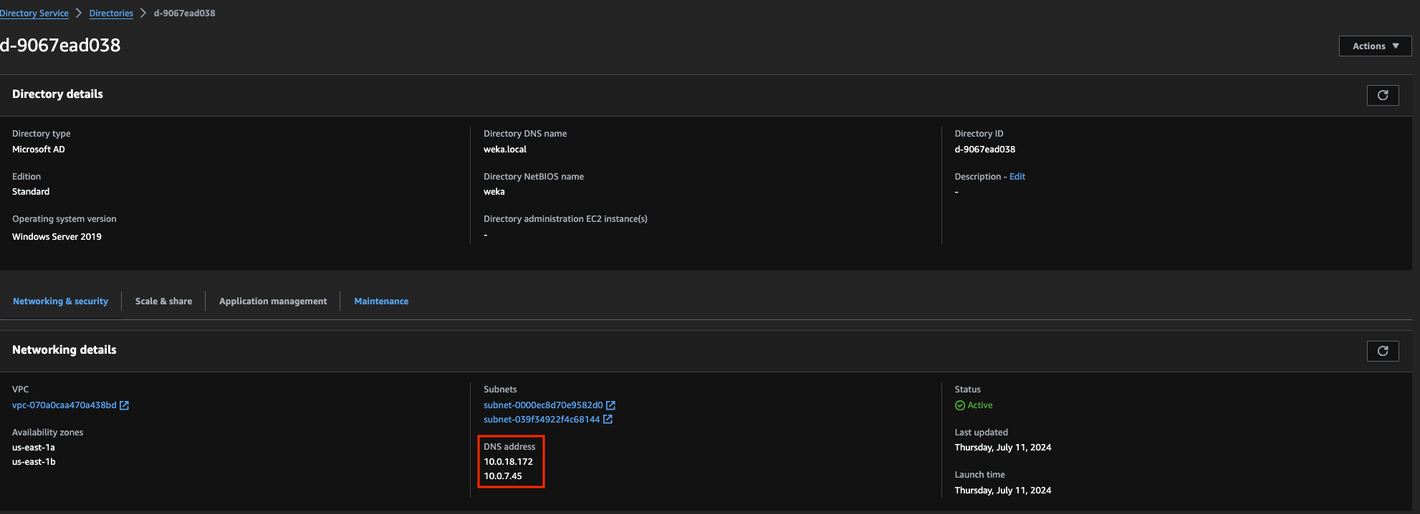 Directory Service > Directories > d-9067ead038
d-9067ead038
Actions
Directory details
Directory type
Microsoft AD
Edition
Standard
Operating system version
Windows Server 2019
Directory DNS name
weka.local
Directory NetBIOS name
weka
Directory administration EC2 instance(s)
-
Directory ID
d-9067ead038
Description - Edit
-
Networking & security
Scale & share
Application management
Maintenance
Networking details
VPC
vpc-070a0caa470a438bd
Availability zones
us-east-1a
us-east-1b
Subnets
subnet-0000ec8d70e9582d0
subnet-039f34922f4c68144
DNS address
10.0.18.172
10.0.7.45
Status
Active
Last updated
Thursday, July 11, 2024
Launch time
Thursday, July 11, 2024